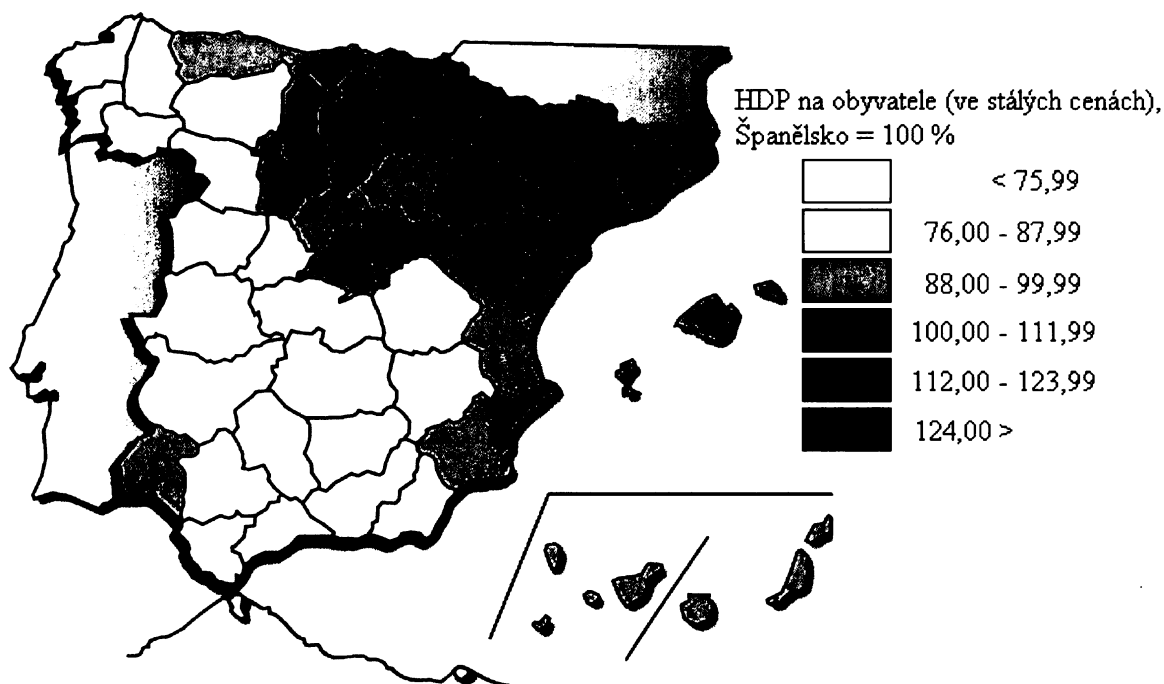 HDP na obyvatele (ve stálých cenách),
Španělsko = 100 %
< 75,99
76,00 - 87,99
88,00 - 99,99
100,00 - 111,99
112,00 - 123,99
124,00 >